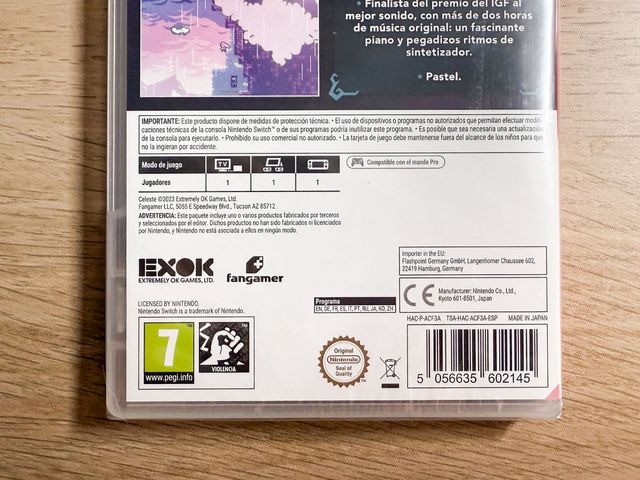 • Finalista del premio del IGF al
mejor sonido, con más de dos horas
de música original: un fascinante
piano y pegadizos ritmos de
sintetizador.
• Pastel.
IMPORTANTE: Este producto dispone de medidas de protección técnica. • El uso de dispositivos o programas no autorizados que permitan efectuar modifi-
caciones técnicas de la consola Nintendo Switch™ o de sus programas podría inutilizar este programa. • Es posible que sea necesaria una actualización
de la consola para ejecutarlo. • Prohibido su uso comercial no autorizado. • La tarjeta de juego debe mantenerse fuera del alcance de los niños para que
no la ingieran por accidente.
Modo de juego TV
Jugadores 1 1 1
Compatible con el mando Pro
Celeste ©2023 Extremely OK Games, Ltd.
Fangamer LLC, 5055 E Speedway Blvd., Tucson AZ 85712.
ADVERTENCIA: Este paquete incluye uno o varios productos fabricados por terceros
y seleccionados por el editor. Dichos productos no han sido fabricados ni licenciados
por Nintendo, y Nintendo no está asociada a ellos en ningún modo.
EXOK
EXTREMELY OK GAMES, LTD.
fangamer
Importer in the EU:
Flashpoint Germany GmbH, Langenhorner Chaussee 602,
22419 Hamburg, Germany
CE
Manufacturer: Nintendo Co., Ltd.,
Kyoto 601-8501, Japan
LICENSED BY NINTENDO.
Nintendo Switch is a trademark of Nintendo.
Programa
EN, DE, FR, ES, IT, PT, RU, JA, KO, ZH
HAC-P-ACF3A TSA-HAC-ACF3A-ESP MADE IN JAPAN
7
www.pegi.info
VIOLENCIA
Original
Nintendo
Seal of
Quality
5 056635 602145